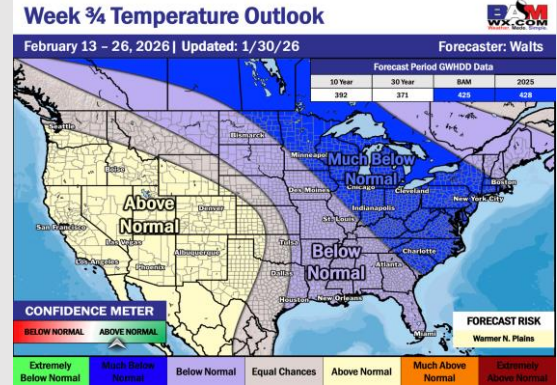 Week ¾ Temperature Outlook
BAM
WX.COM
Weather. Made. Simple.
February 13 – 26, 2026 | Updated: 1/30/26
Forecaster: Walts
Forecast Period GWHDD Data
10 Year 30 Year BAM 2025
392 371 425 428
Seattle
Bismarck
Minneapolis
Much Below
Normal
Boise
Boston
Des Moines
Chicago
Cleveland
New York City
Above
Normal
Denver
Indianapolis
St. Louis
San Francisco
Las Vegas
Los Angeles
Albuquerque
Phoenix
Tulsa
Below
Normal
Charlotte
Atlanta
Dallas
Houston
New Orleans
Miami
CONFIDENCE METER
BELOW NORMAL ABOVE NORMAL
FORECAST RISK
Warmer N. Plains
Extremely
Below Normal
Much Below
Normal
Below Normal
Equal Chances
Above Normal
Much Above
Normal
Extremely
Above Normal